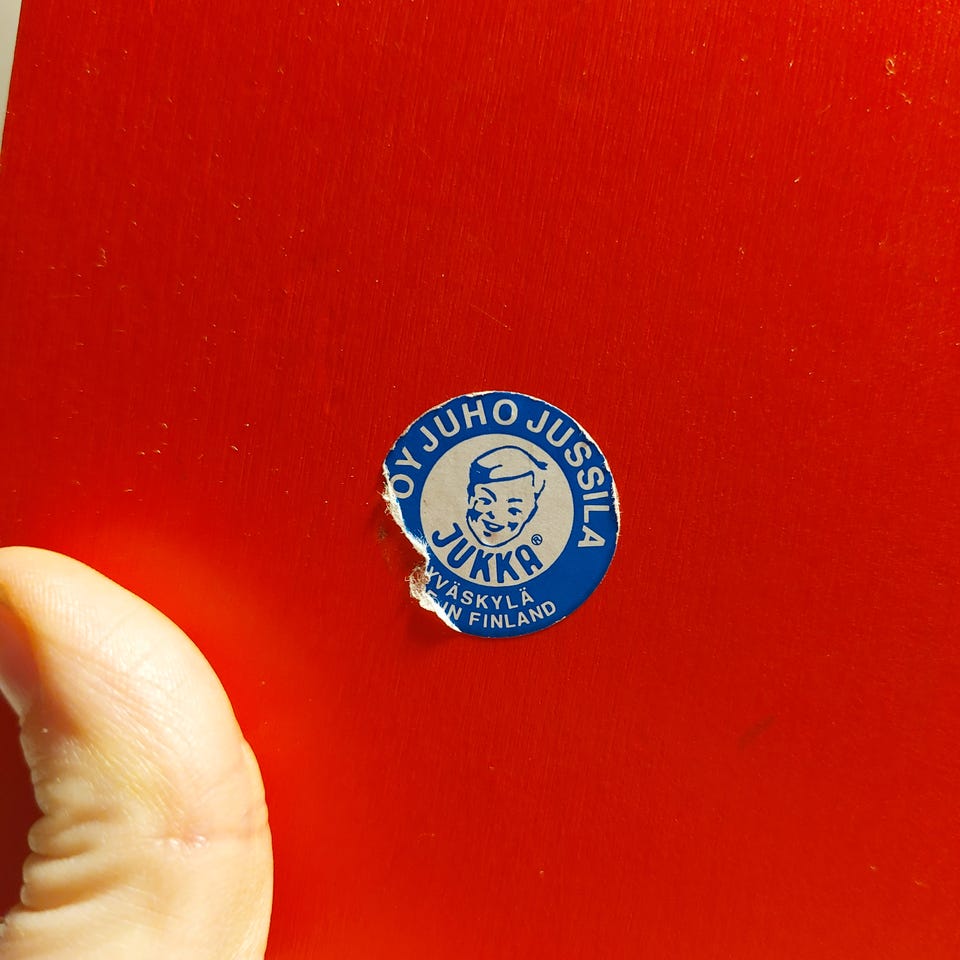 OY JUHO JUSSILA
JUKKA®
YVÄSKYLÄ
IN FINLAND